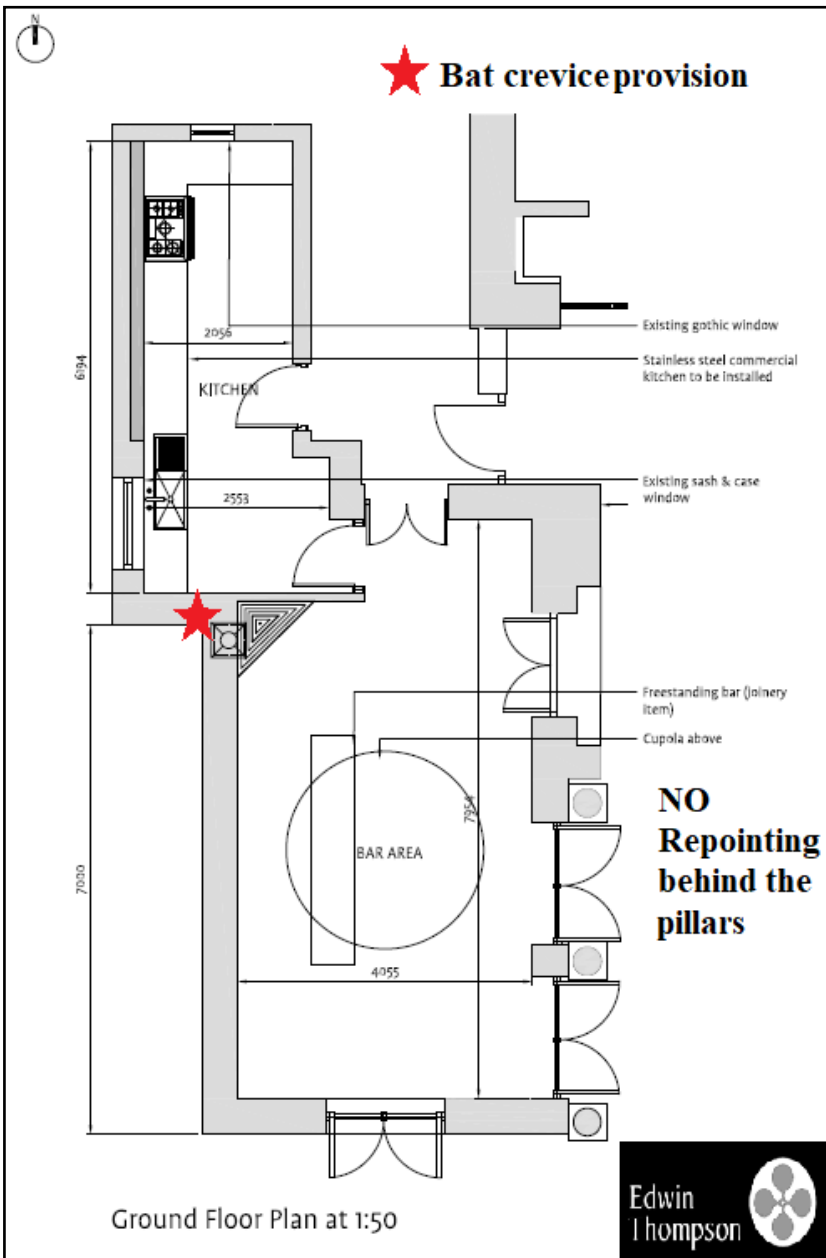 N
Bat crevice provision
Existing gothic window
2056
Stainless steel commercial
kitchen to be installed
6194
KITCHEN
Existing sash & case
window
2553
Freestanding bar (joinery
item)
Cupola above
NO
Repointing
behind the
pillars
7954
BAR AREA
7000
4055
Ground Floor Plan at 1:50
Edwin
Thompson